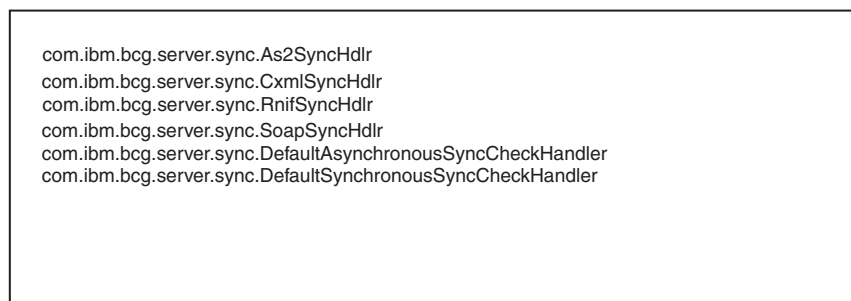 com.ibm.bcg.server.sync.As2SyncHdlr
com.ibm.bcg.server.sync.CxmlSyncHdlr
com.ibm.bcg.server.sync.RnifSyncHdlr
com.ibm.bcg.server.sync.SoapSyncHdlr
com.ibm.bcg.server.sync.DefaultAsynchronousSyncCheckHandler
com.ibm.bcg.server.sync.DefaultSynchronousSyncCheckHandler